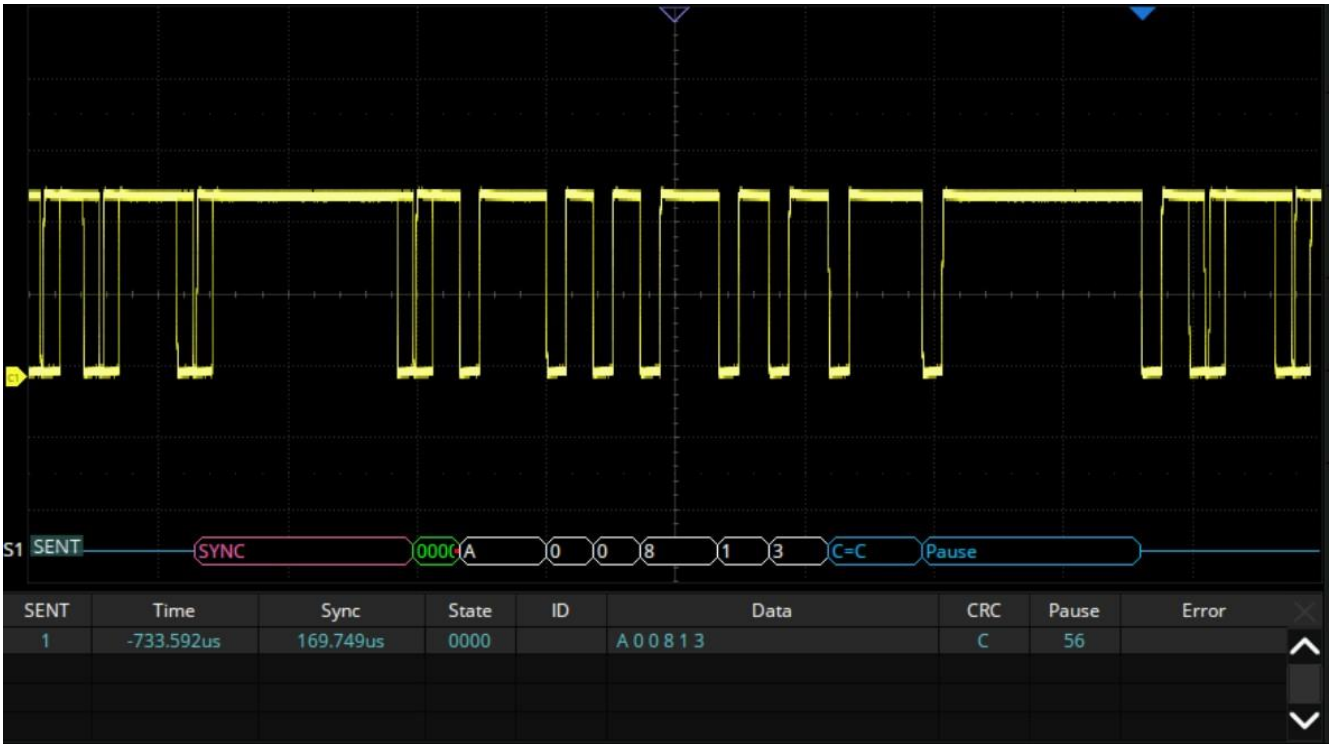 C1
S1 SENT SYNC 0000 A 0 0 8 1 3 C=C Pause
SENT Time Sync State ID Data CRC Pause Error
1 -733.592us 169.749us 0000 A 0 0 8 1 3 C 56